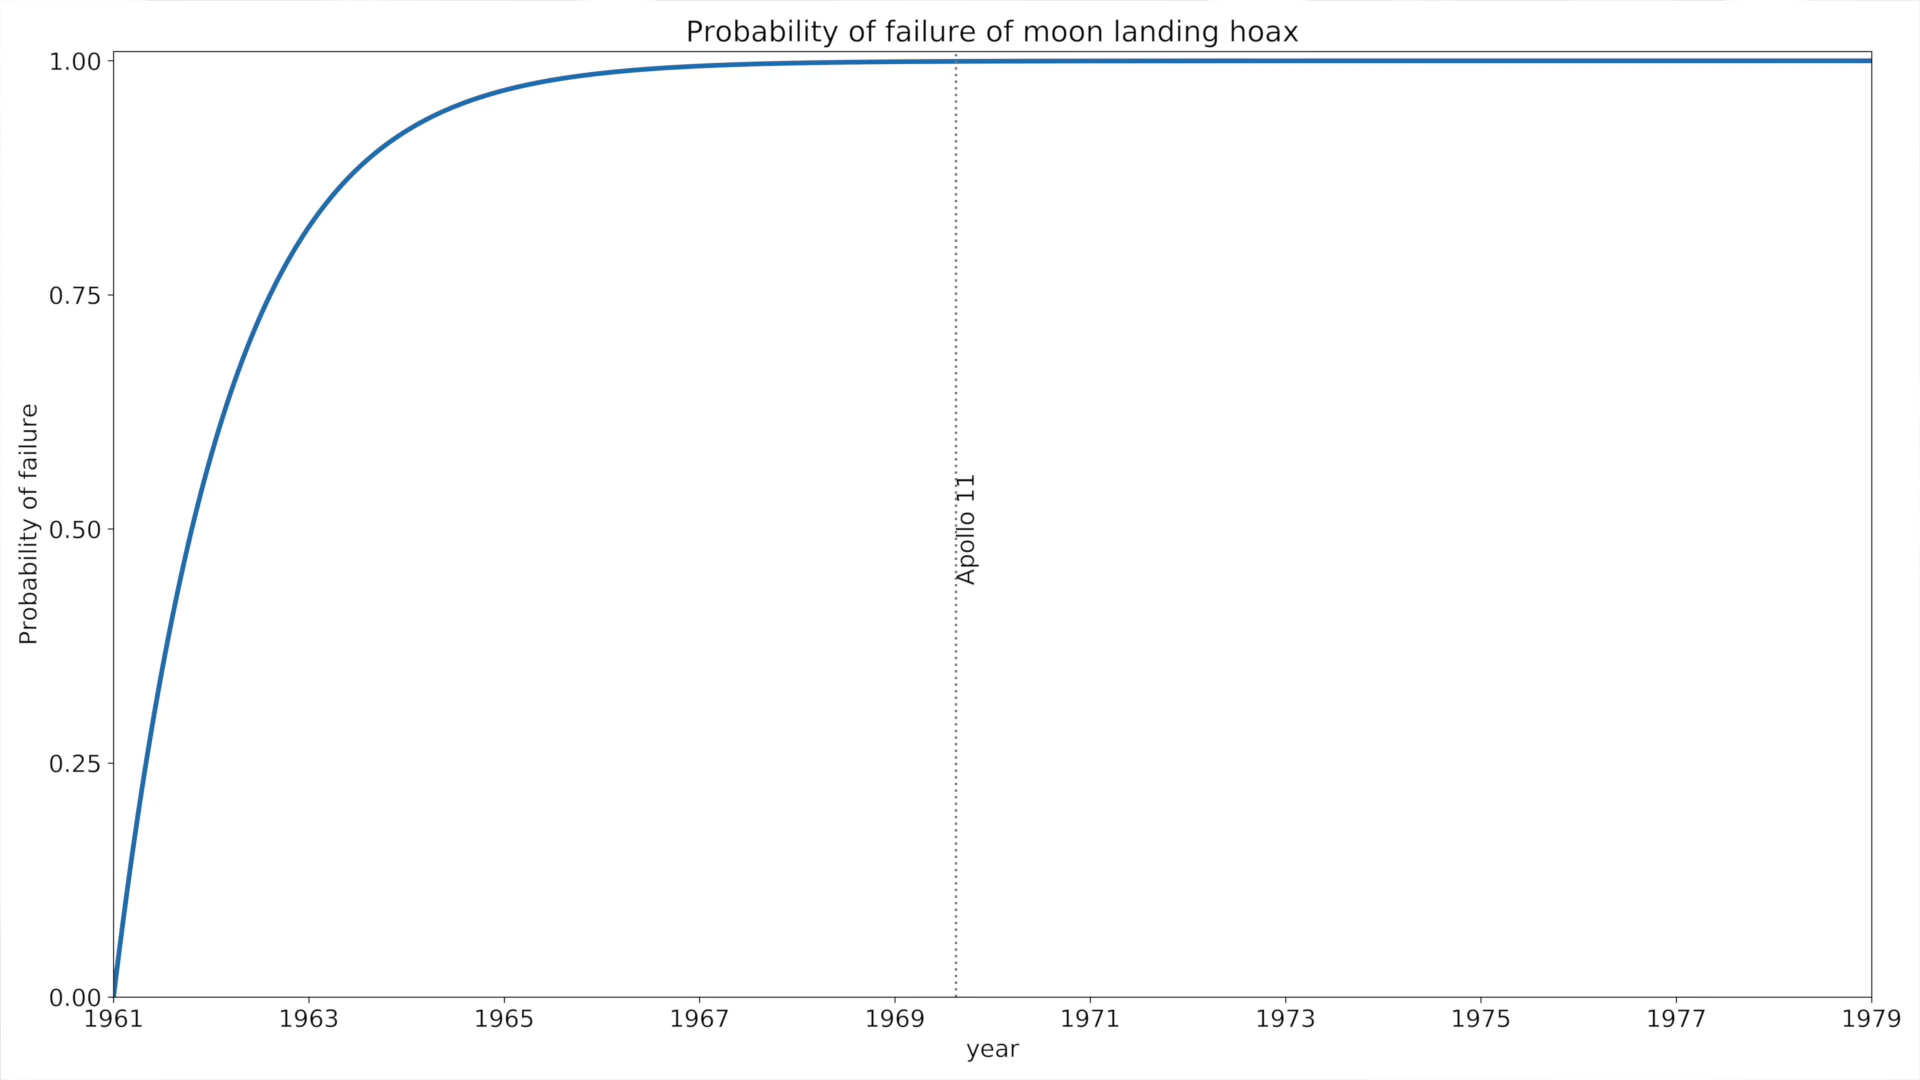 Probability of failure of moon landing hoax
Probability of failure
1.00
0.75
0.50
0.25
0.00
Apollo 11
1961 1963 1965 1967 1969 1971 1973 1975 1977 1979
year